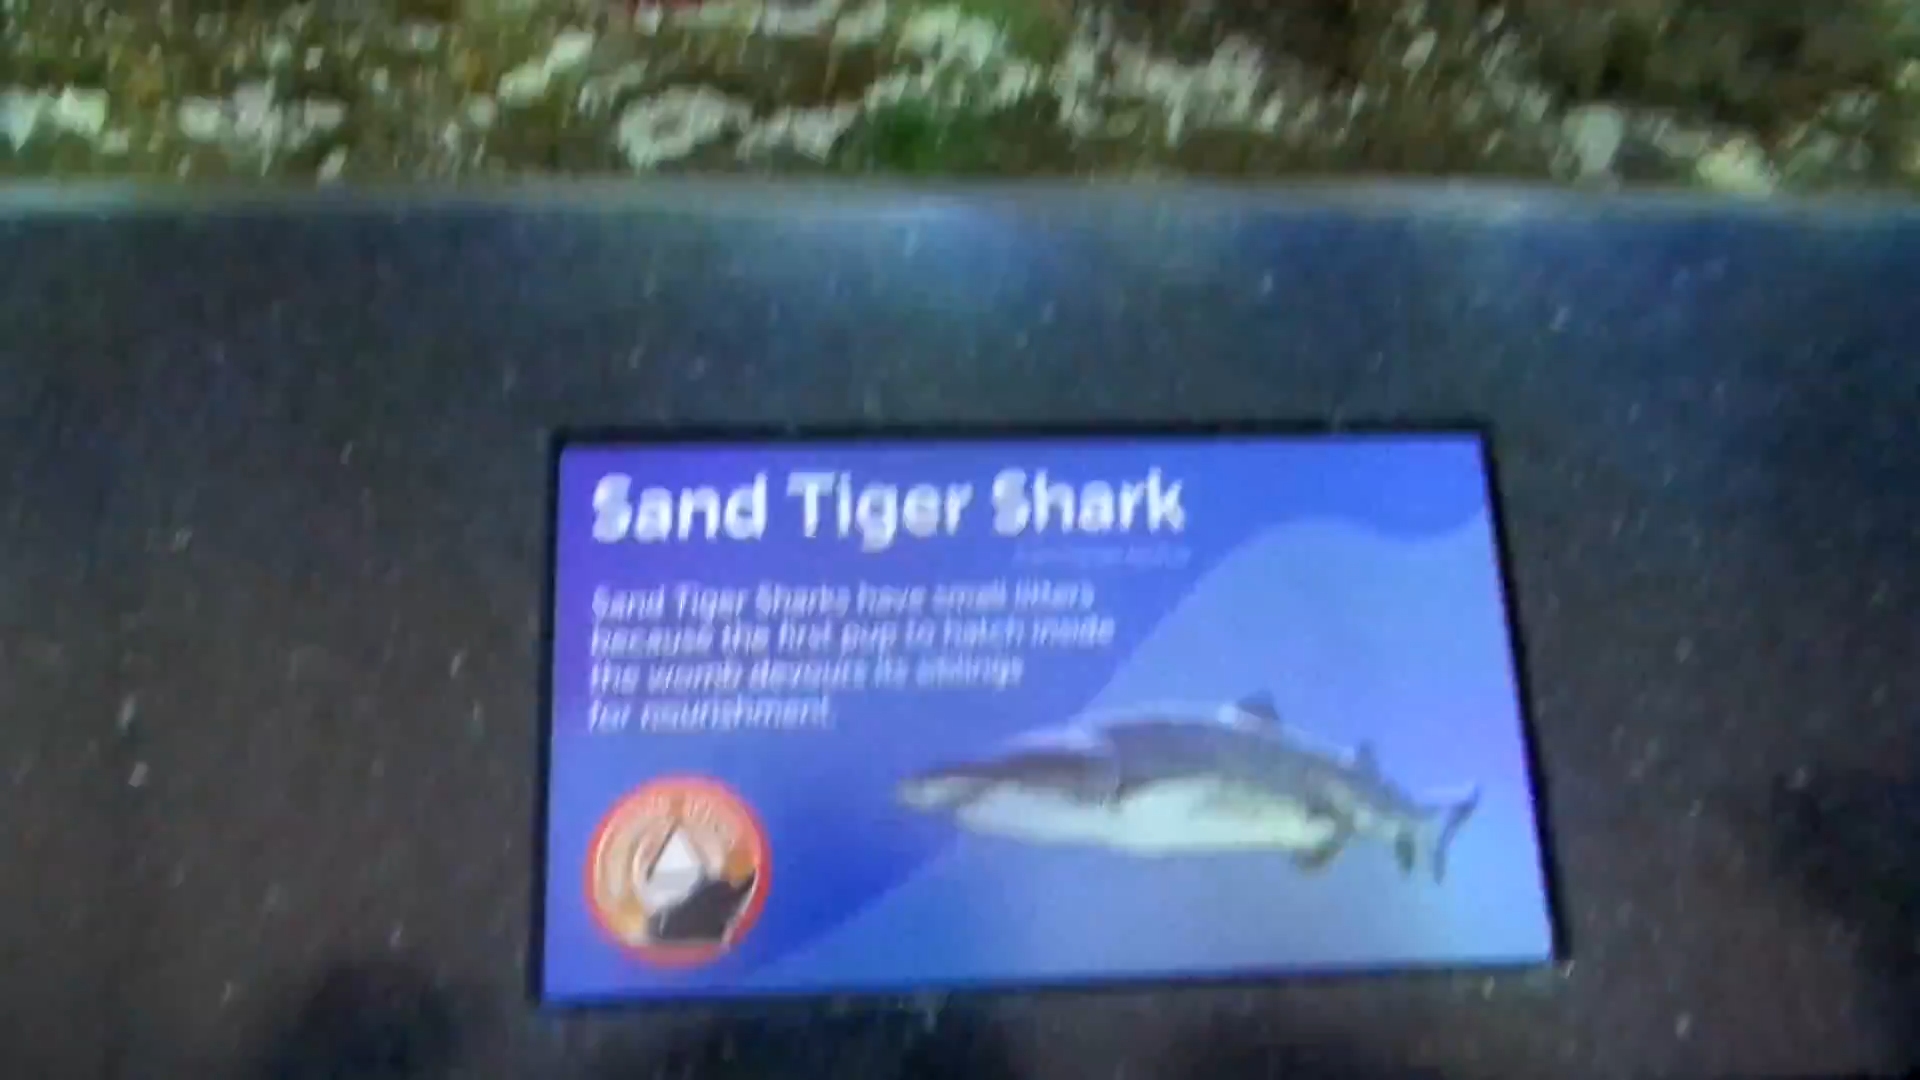 Sand Tiger Shark
Sand Tiger Sharks have small litters
because the first pup to hatch inside
the womb devours its siblings
for nourishment.